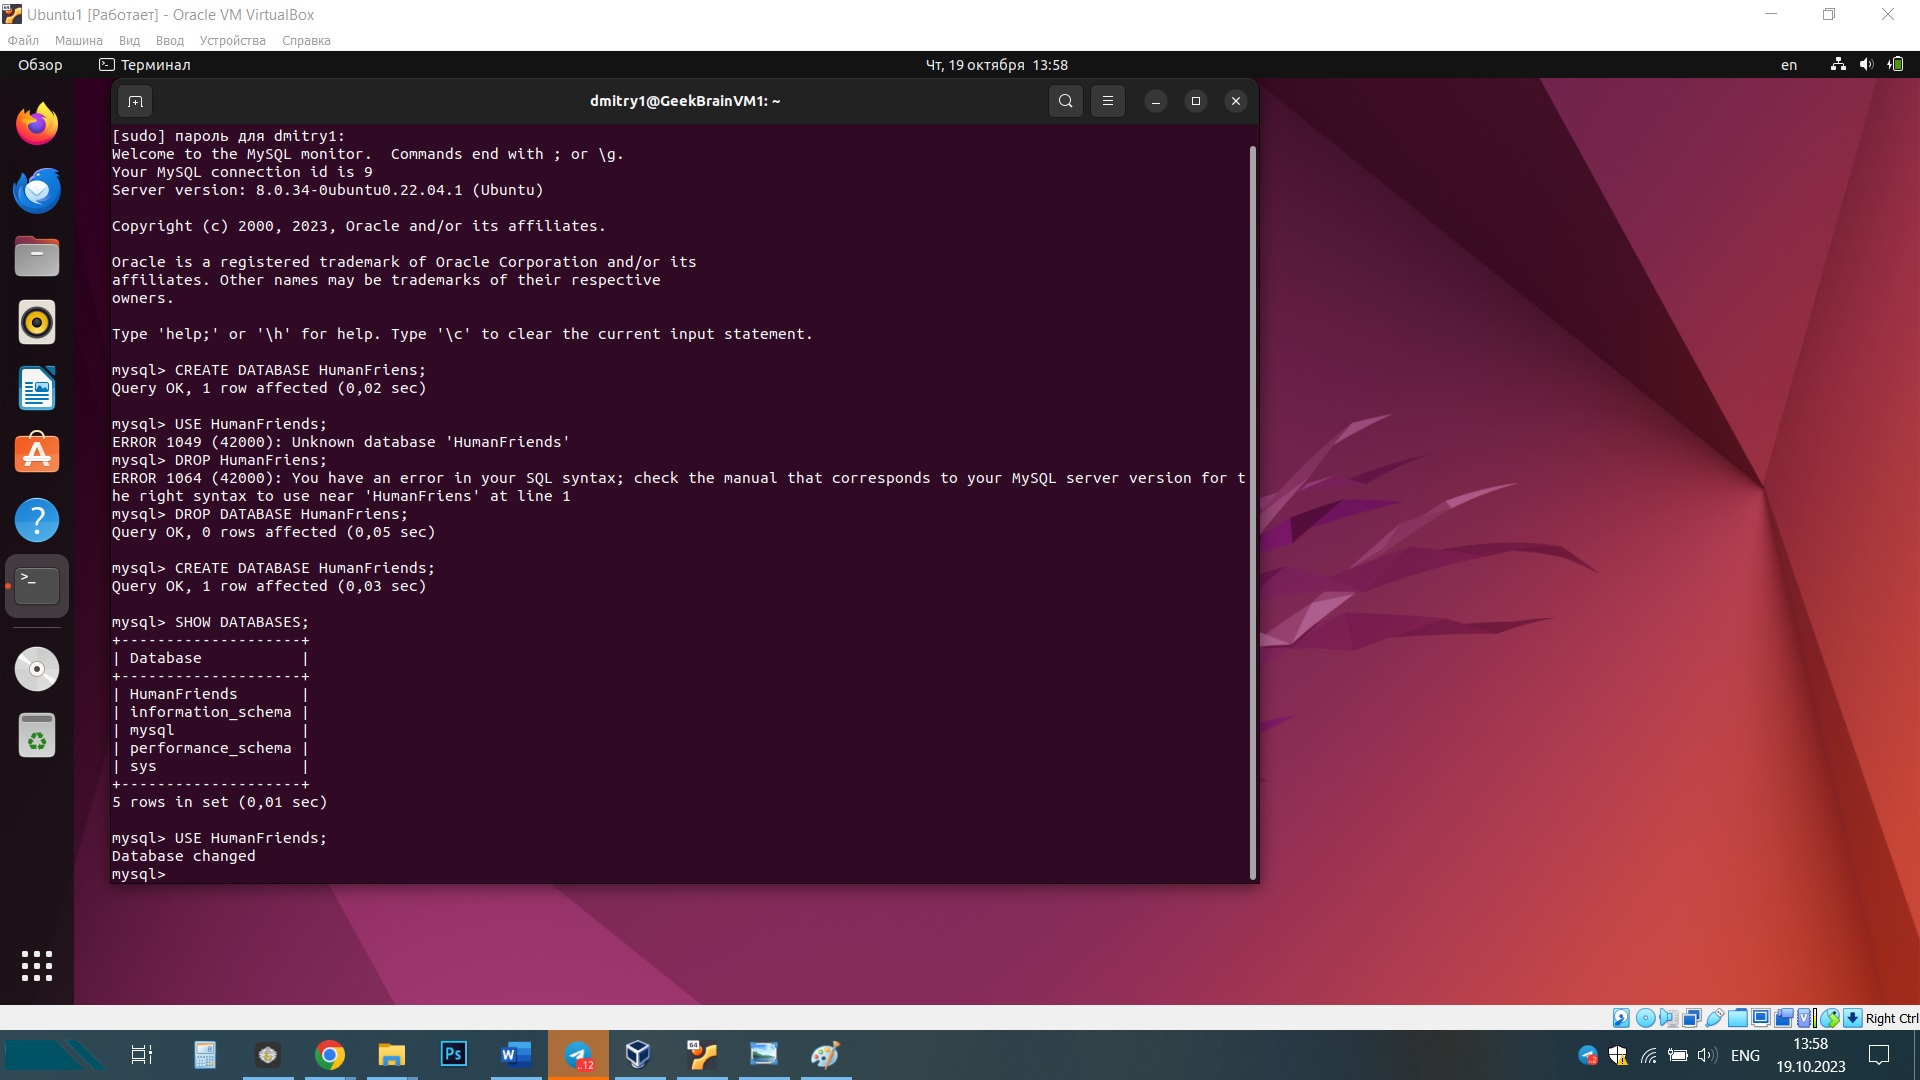 Ubuntu1 [Работает] - Oracle VM VirtualBox
Файл Машина Вид Ввод Устройства Справка
Обзор Терминал Чт, 19 октября 13:58 en
dmitry1@GeekBrainVM1: ~
[sudo] пароль для dmitry1:
Welcome to the MySQL monitor.  Commands end with ; or \g.
Your MySQL connection id is 9
Server version: 8.0.34-0ubuntu0.22.04.1 (Ubuntu)
Copyright (c) 2000, 2023, Oracle and/or its affiliates.
Oracle is a registered trademark of Oracle Corporation and/or its
affiliates. Other names may be trademarks of their respective
owners.
Type 'help;' or '\h' for help. Type '\c' to clear the current input statement.
mysql> CREATE DATABASE HumanFriens;
Query OK, 1 row affected (0,02 sec)
mysql> USE HumanFriends;
ERROR 1049 (42000): Unknown database 'HumanFriends'
mysql> DROP HumanFriens;
ERROR 1064 (42000): You have an error in your SQL syntax; check the manual that corresponds to your MySQL server version for t
he right syntax to use near 'HumanFriens' at line 1
mysql> DROP DATABASE HumanFriens;
Query OK, 0 rows affected (0,05 sec)
mysql> CREATE DATABASE HumanFriends;
Query OK, 1 row affected (0,03 sec)
mysql> SHOW DATABASES;
+--------------------+
| Database           |
+--------------------+
| HumanFriends       |
| information_schema |
| mysql              |
| performance_schema |
| sys                |
+--------------------+
5 rows in set (0,01 sec)
mysql> USE HumanFriends;
Database changed
mysql>
Right Ctrl
Ps W 64 ..12 ENG 13:58
19.10.2023